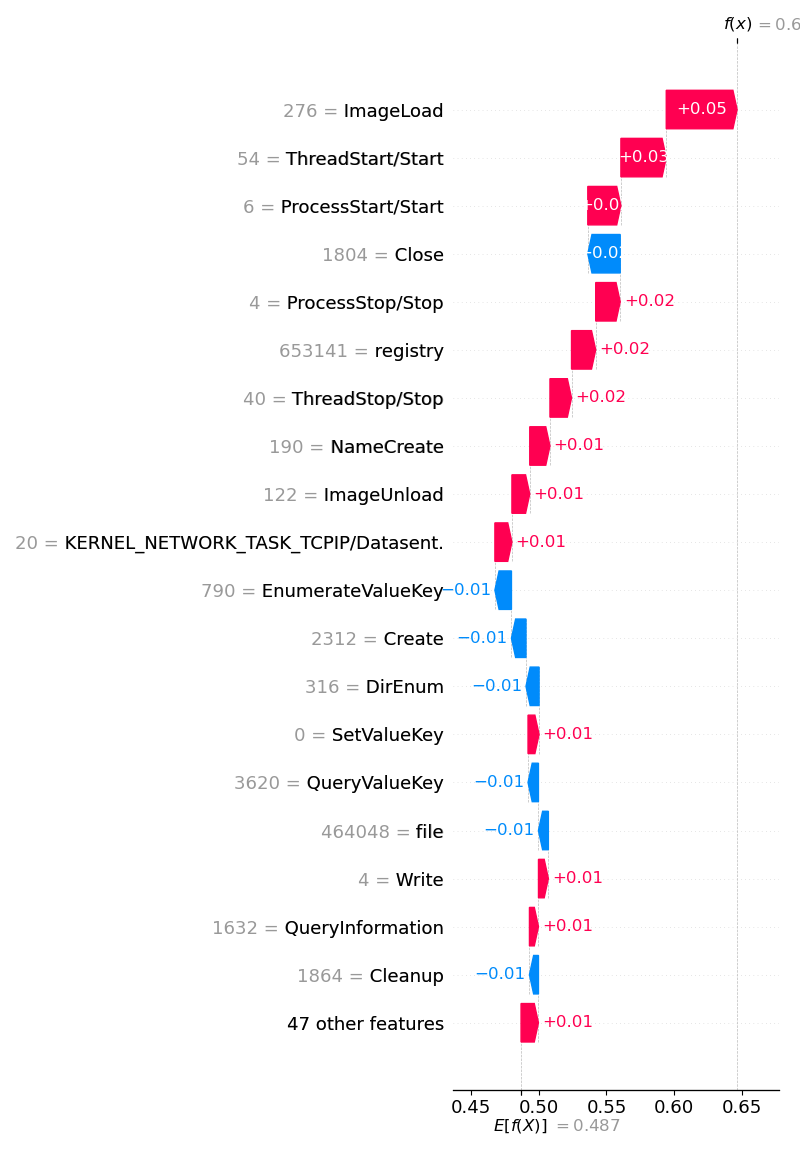 f(x) = 0.6
276 = ImageLoad +0.05
54 = ThreadStart/Start +0.03
6 = ProcessStart/Start
1804 = Close
4 = ProcessStop/Stop +0.02
653141 = registry +0.02
40 = ThreadStop/Stop +0.02
190 = NameCreate +0.01
122 = ImageUnload +0.01
20 = KERNEL_NETWORK_TASK_TCPIP/Datasent. +0.01
790 = EnumerateValueKey −0.01
2312 = Create −0.01
316 = DirEnum −0.01
0 = SetValueKey +0.01
3620 = QueryValueKey −0.01
464048 = file −0.01
4 = Write +0.01
1632 = QueryInformation +0.01
1864 = Cleanup −0.01
47 other features +0.01
0.45 0.50 0.55 0.60 0.65
E[f(X)] = 0.487